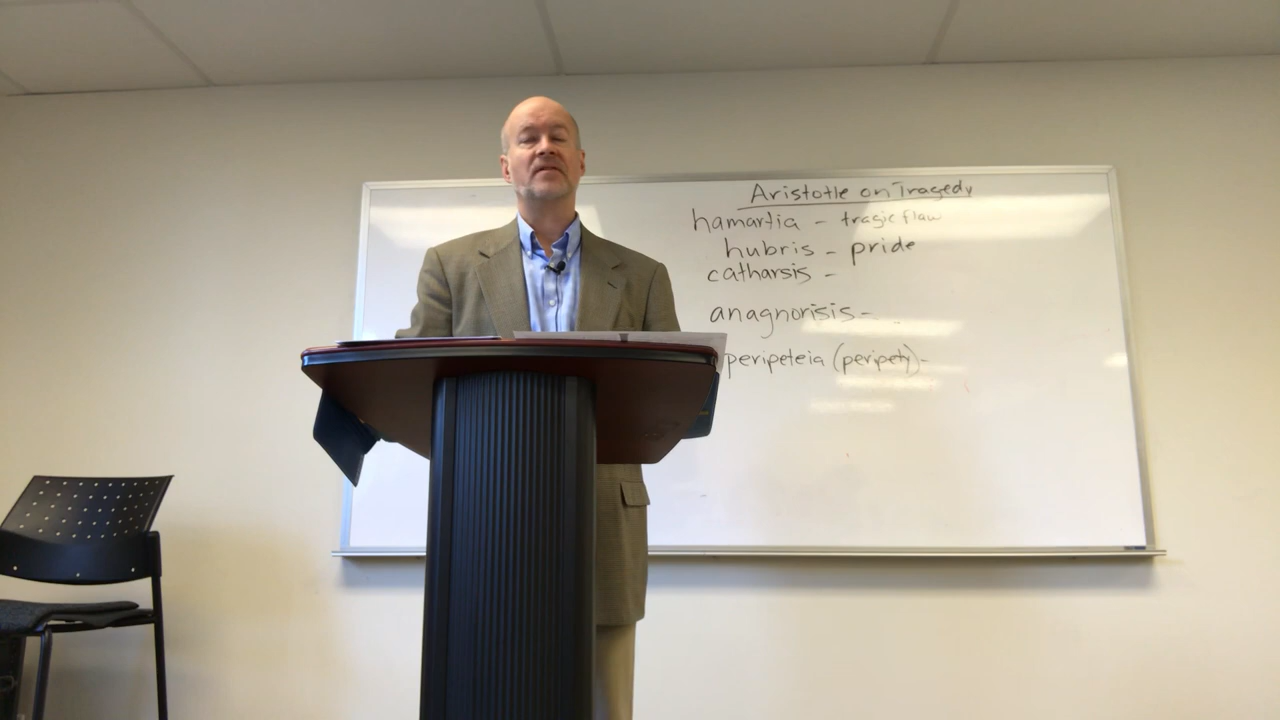 Aristotle on Tragedy
hamartia - tragic flaw
hubris - pride
catharsis -
anagnorisis -
peripeteia (peripety) -